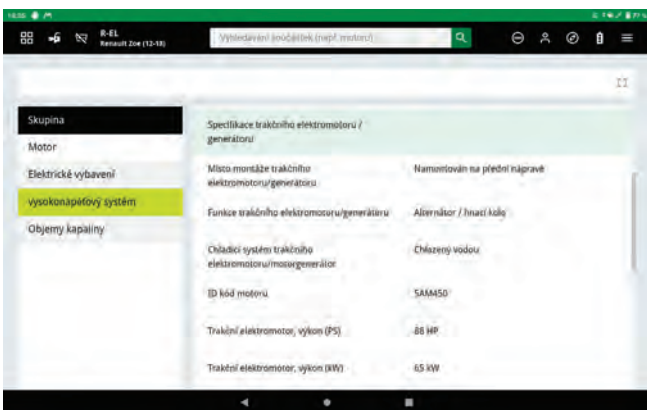 R-EL
Renault Zoe (12-18)
Vyhledávání součástek (např. motoru)
Skupina
Motor
Elektrické vybavení
vysokonapěťový systém
Objemy kapaliny
Specifikace trakčního elektromotoru /
generátorů
Místo montáže trakčního
elektromotoru/generátoru
Namontován na přední nápravě
Funkce trakčního elektromotoru/generátoru
Alternátor / hnací kolo
Chladicí systém trakčního
elektromotoru/motorgenerátor
Chlazený vodou
ID kód motoru
5AM450
Trakční elektromotor, výkon (PS)
88 HP
Trakční elektromotor, výkon (kW)
65 kW